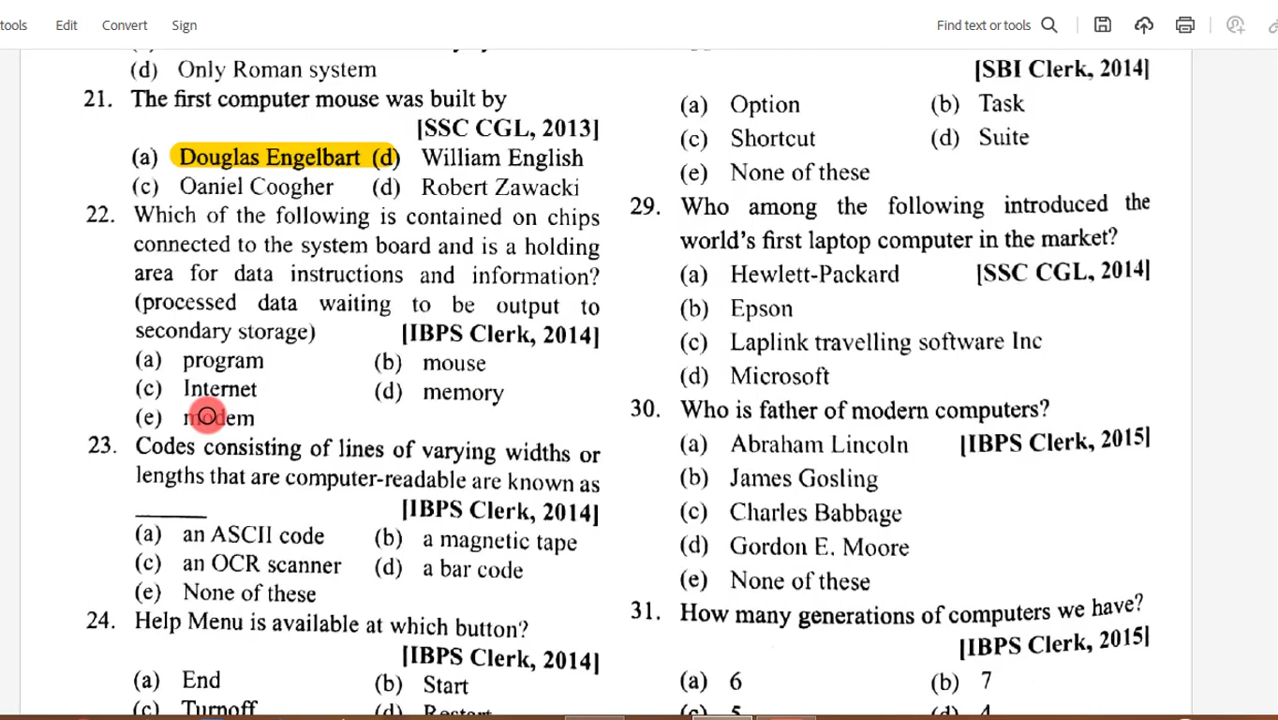 tools Edit Convert Sign Find text or tools
(d) Only Roman system
21. The first computer mouse was built by
[SSC CGL, 2013]
(a) Douglas Engelbart (d) William English
(c) Oaniel Coogher (d) Robert Zawacki
22. Which of the following is contained on chips
connected to the system board and is a holding
area for data instructions and information?
(processed data waiting to be output to
secondary storage) [IBPS Clerk, 2014]
(a) program (b) mouse
(c) Internet (d) memory
(e) modem
23. Codes consisting of lines of varying widths or
lengths that are computer-readable are known as
[IBPS Clerk, 2014]
______
(a) an ASCII code (b) a magnetic tape
(c) an OCR scanner (d) a bar code
(e) None of these
24. Help Menu is available at which button?
[IBPS Clerk, 2014]
(a) End (b) Start
(c) Turnoff (d) Restart
[SBI Clerk, 2014]
(a) Option (b) Task
(c) Shortcut (d) Suite
(e) None of these
29. Who among the following introduced the
world's first laptop computer in the market?
(a) Hewlett-Packard [SSC CGL, 2014]
(b) Epson
(c) Laplink travelling software Inc
(d) Microsoft
30. Who is father of modern computers?
(a) Abraham Lincoln [IBPS Clerk, 2015]
(b) James Gosling
(c) Charles Babbage
(d) Gordon E. Moore
(e) None of these
31. How many generations of computers we have?
[IBPS Clerk, 2015]
(a) 6 (b) 7
(c) 5 (d) 4